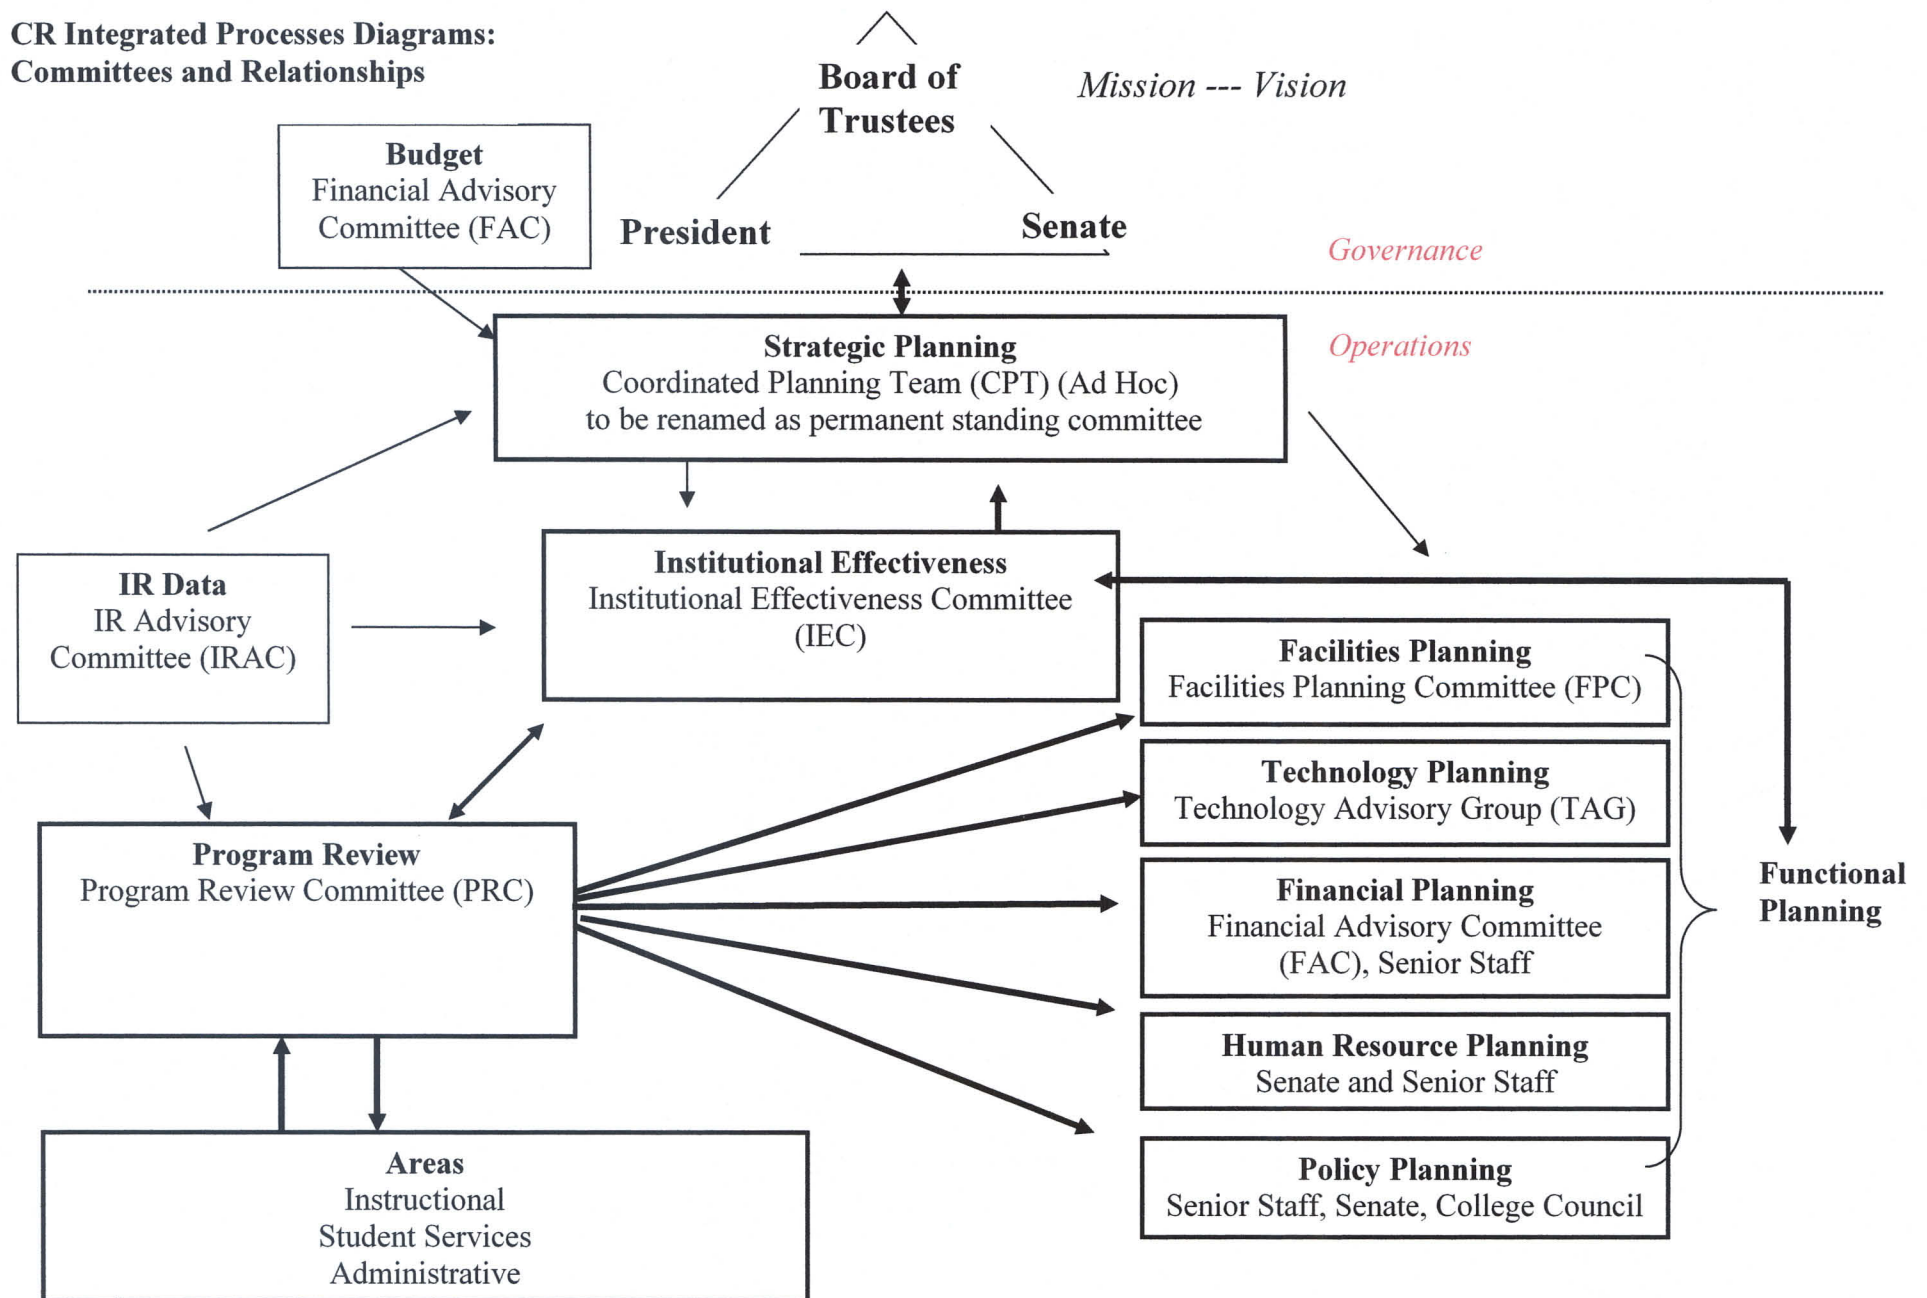 CR Integrated Processes Diagrams:
Committees and Relationships
Board of
Trustees
Mission --- Vision
Budget
Financial Advisory
Committee (FAC)
President
Senate
Governance
Strategic Planning
Coordinated Planning Team (CPT) (Ad Hoc)
to be renamed as permanent standing committee
Operations
IR Data
IR Advisory
Committee (IRAC)
Institutional Effectiveness
Institutional Effectiveness Committee
(IEC)
Facilities Planning
Facilities Planning Committee (FPC)
Technology Planning
Technology Advisory Group (TAG)
Program Review
Program Review Committee (PRC)
Financial Planning
Financial Advisory Committee
(FAC), Senior Staff
Functional
Planning
Human Resource Planning
Senate and Senior Staff
Areas
Instructional
Student Services
Administrative
Policy Planning
Senior Staff, Senate, College Council